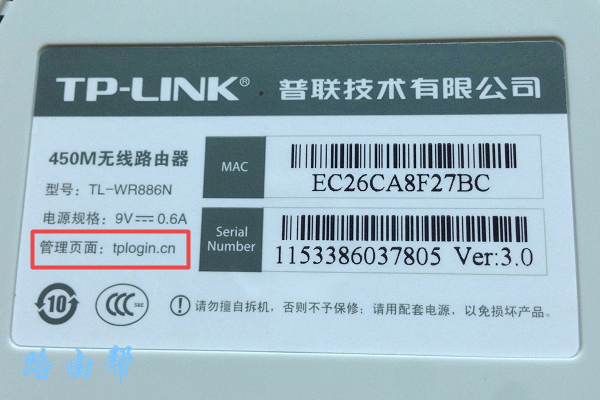 TP-LINK® 普联技术有限公司
450M无线路由器
型号：TL-WR886N
电源规格：9V⎓0.6A
管理页面：tplogin.cn
MAC
EC26CA8F27BC
Serial
Number
1153386037805 Ver:3.0
10
CCC S&E
请勿擅自拆机，否则不予保修；请用配套电源，以免损坏产品。
路由帮